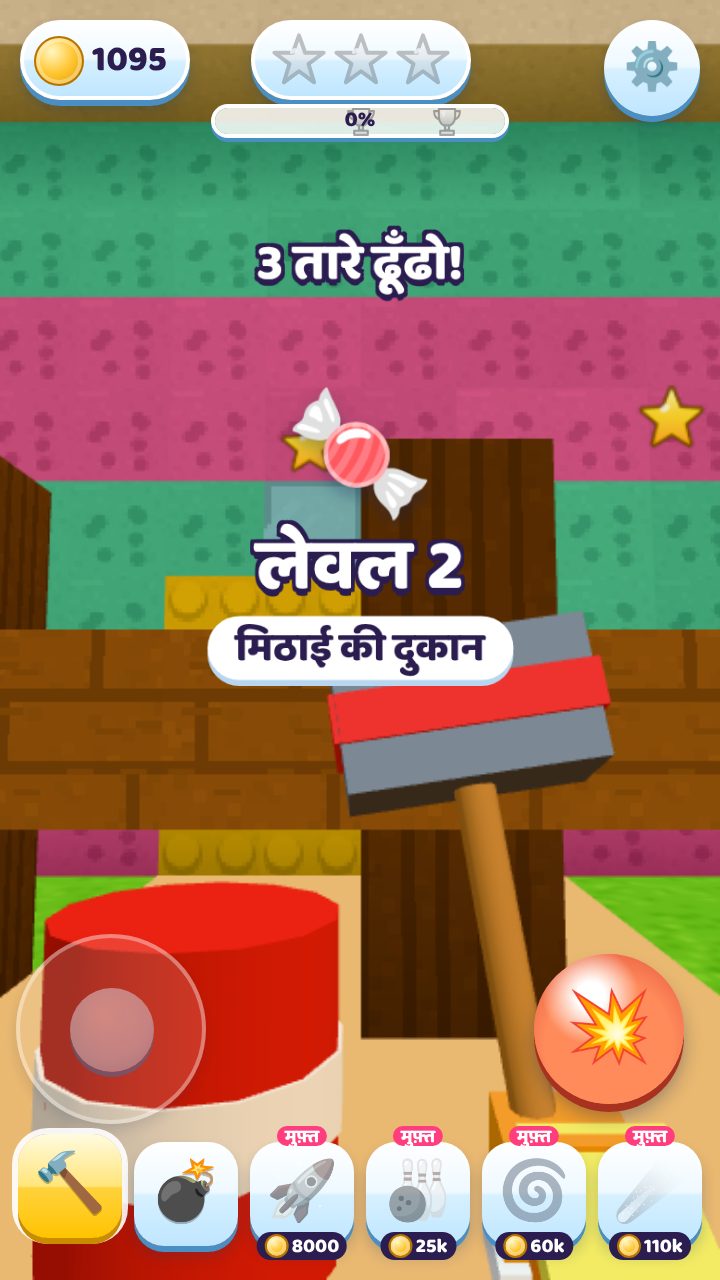 1095
0%
3 तारे ढूँढो!
लेवल 2
मिठाई की दुकान
मुफ़्त मुफ़्त मुफ़्त मुफ़्त
8000 25k 60k 110k